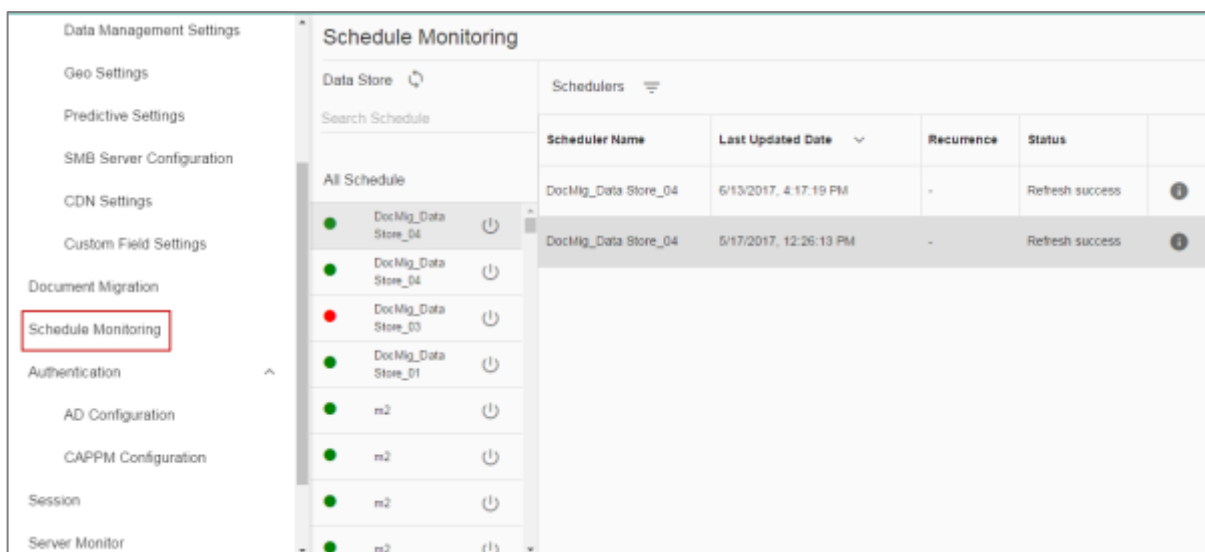 Data Management Settings
Geo Settings
Predictive Settings
SMB Server Configuration
CDN Settings
Custom Field Settings
Document Migration
Schedule Monitoring
Authentication
AD Configuration
CAPPM Configuration
Session
Server Monitor
Schedule Monitoring
Data Store
Search Schedule
All Schedule
DocMig_Data
Store_04
DocMig_Data
Store_04
DocMig_Data
Store_03
DocMig_Data
Store_01
m2
m2
m2
m2
Schedulers
Scheduler Name Last Updated Date Recurrence Status
DocMig_Data Store_04 6/13/2017, 4:17:19 PM - Refresh success
DocMig_Data Store_04 5/17/2017, 12:26:13 PM - Refresh success